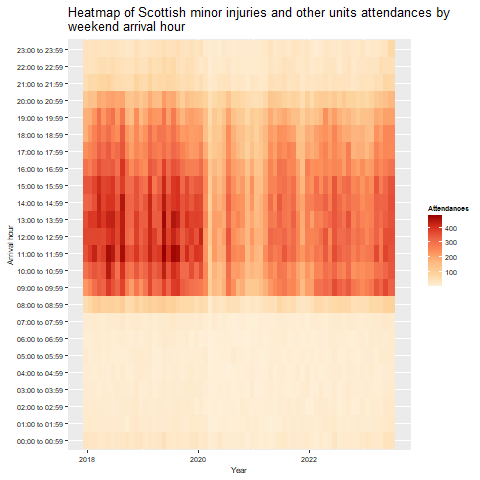 Heatmap of Scottish minor injuries and other units attendances by
weekend arrival hour
23:00 to 23:59
22:00 to 22:59
21:00 to 21:59
20:00 to 20:59
19:00 to 19:59
18:00 to 18:59
17:00 to 17:59
16:00 to 16:59
15:00 to 15:59
14:00 to 14:59
13:00 to 13:59
12:00 to 12:59
11:00 to 11:59
10:00 to 10:59
09:00 to 09:59
08:00 to 08:59
07:00 to 07:59
06:00 to 06:59
05:00 to 05:59
04:00 to 04:59
03:00 to 03:59
02:00 to 02:59
01:00 to 01:59
00:00 to 00:59
Arrival hour
2018
2020
2022
Year
Attendances
400
300
200
100